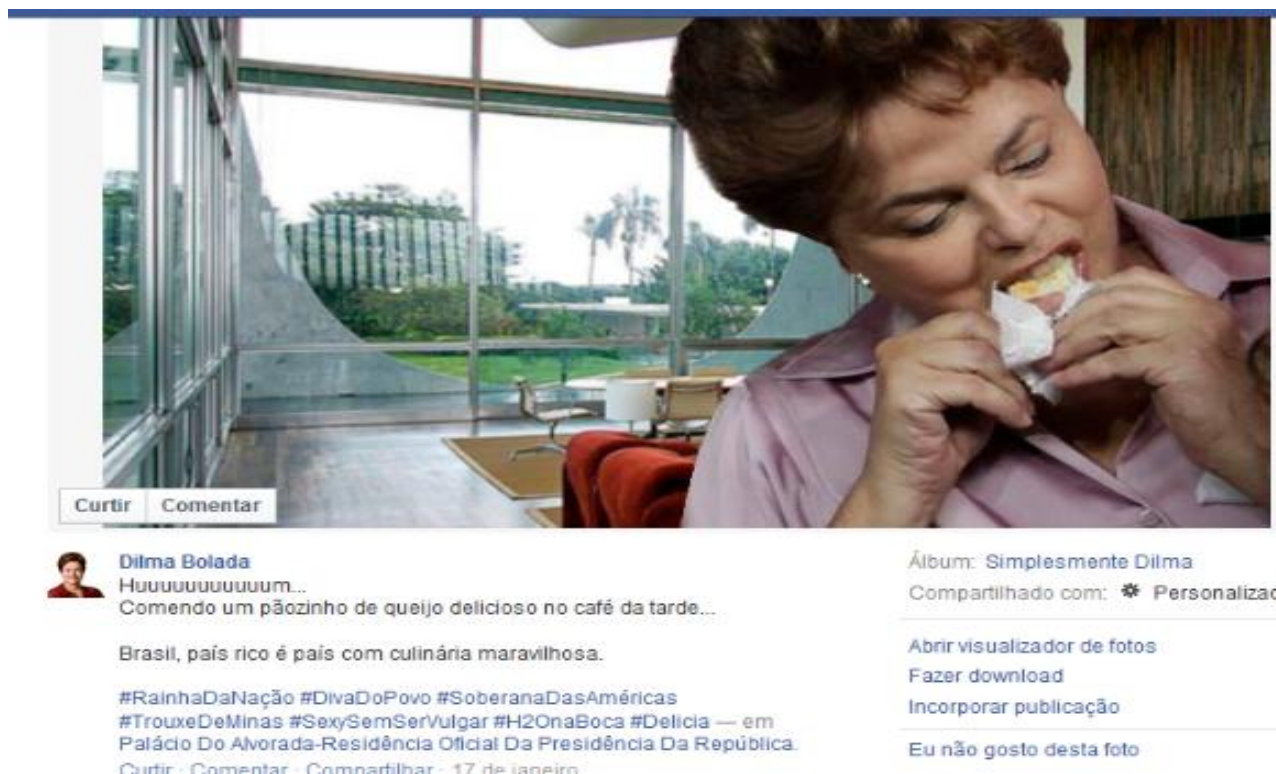 Curtir Comentar
Dilma Bolada
Huuuuuuuuuuum...
Comendo um pãozinho de queijo delicioso no café da tarde...
Brasil, país rico é país com culinária maravilhosa.
#RainhaDaNação #DivaDoPovo #SoberanaDasAméricas
#TrouxeDeMinas #SexySemSerVulgar #H2OnaBoca #Delicia — em
Palácio Do Alvorada-Residência Oficial Da Presidência Da República.
Curtir · Comentar · Compartilhar · 17 de janeiro
Álbum: Simplesmente Dilma
Compartilhado com: Personalizad
Abrir visualizador de fotos
Fazer download
Incorporar publicação
Eu não gosto desta foto